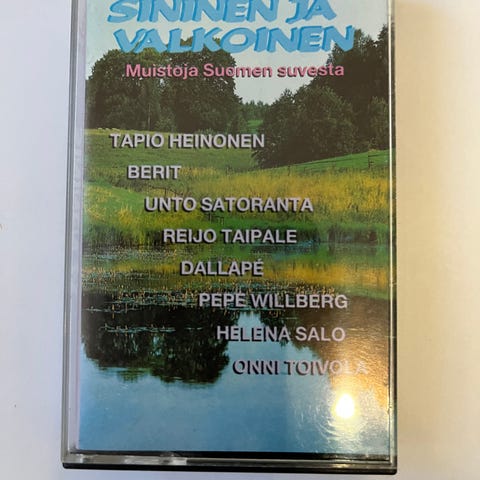 SININEN JA
VALKOINEN
Muistoja Suomen suvesta
TAPIO HEINONEN
BERIT
UNTO SATORANTA
REIJO TAIPALE
DALLAPÉ
PEPE WILLBERG
HELENA SALO
ONNI TOIVOLA